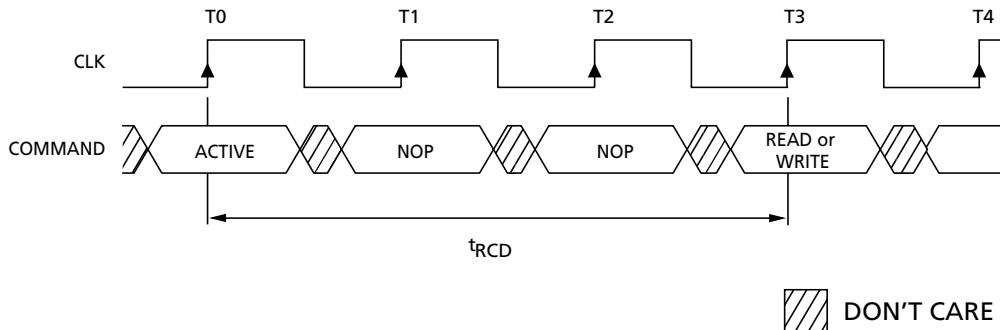 T0 T1 T2 T3 T4
CLK
COMMAND ACTIVE NOP NOP READ or
WRITE
tRCD
DON'T CARE